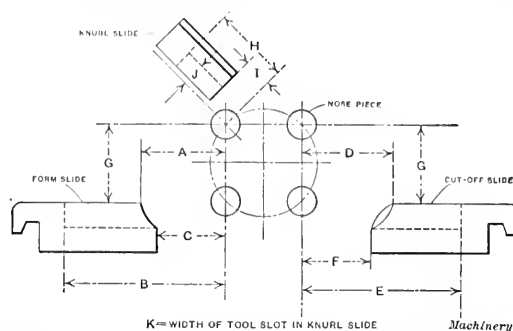 KNURL SLIDE
H
J
I
NOSE PIECE
A
D
G
G
FORM SLIDE
CUT-OFF SLIDE
C
F
B
E
K=WIDTH OF TOOL SLOT IN KNURL SLIDE
Machinery